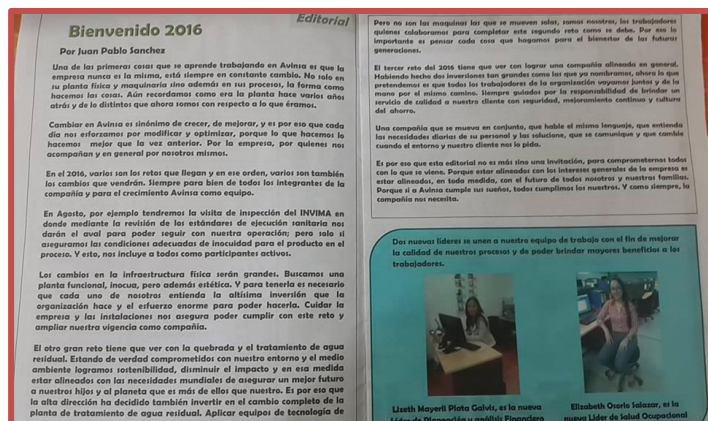 Editorial
Bienvenido 2016
Por Juan Pablo Sanchez
Una de las primeras cosas que se aprende trabajando en Avinsa es que la
empresa nunca es la misma, está siempre en constante cambio. No solo en
su planta física y maquinaria sino además en sus procesos, la forma como
hacemos las cosas. Aún recordamos como era la planta hace varios años
atrás y de lo distintos que ahora somos con respecto a lo que éramos.
Cambiar en Avinsa es sinónimo de crecer, de mejorar, y es por eso que cada
día nos esforzamos por modificar y optimizar, porque lo que hacemos lo
hacemos mejor que la vez anterior. Por la empresa, por quienes nos
acompañan y en general por nosotros mismos.
En el 2016, varios son los retos que llegan y en ese orden, varios son también
los cambios que vendrán. Siempre para bien de todos los integrantes de la
compañía y para el crecimiento Avinsa como equipo.
En Agosto, por ejemplo tendremos la visita de inspección del INVIMA en
donde mediante la revisión de los estándares de ejecución sanitaria nos
darán el aval para poder seguir con nuestra operación; pero solo si
aseguramos las condiciones adecuadas de inocuidad para el producto en el
proceso. Y esto, nos incluye a todos como participantes activos.
Los cambios en la infraestructura física serán grandes. Buscamos una
planta funcional, inocua, pero además estética. Y para tenerla es necesario
que cada uno de nosotros entienda la altísima inversión que la
organización hace y el esfuerzo enorme para poder hacerla. Cuidar la
empresa y las instalaciones nos asegura poder cumplir con este reto y
ampliar nuestra vigencia como compañía.
El otro gran reto tiene que ver con la quebrada y el tratamiento de agua
residual. Estando de verdad comprometidos con nuestro entorno y el medio
ambiente logramos sostenibilidad, disminuir el impacto y en esa medida
estar alineados con las necesidades mundiales de asegurar un mejor futuro
a nuestros hijos y al planeta que es más de ellos que nuestro. Es por eso que
la alta dirección ha decidido también invertir en el cambio completo de la
planta de tratamiento de agua residual. Aplicar equipos de tecnología de
Pero no son las maquinas las que se mueven solas, somos nosotros, los trabajadores
quienes colaboramos para completar este segundo reto como se debe. Por eso lo
importante es pensar cada cosa que hagamos para el bienestar de las futuras
generaciones.
El tercer reto del 2016 tiene que ver con lograr una compañía alineada en general.
Habiendo hecho dos inversiones tan grandes como las que ya nombramos, ahora lo que
pretendemos es que todos los trabajadores de la organización vayamos juntos y de la
mano por el mismo camino. Siempre guiados por la responsabilidad de brindar un
servicio de calidad a nuestro cliente con seguridad, mejoramiento continuo y cultura
del ahorro.
Una compañía que se mueva en conjunto, que hable el mismo lenguaje, que entienda
las necesidades diarias de su personal y las solucione, que se comunique y que cambie
cuando el entorno y nuestro cliente nos lo pida.
Es por eso que esta editorial no es más sino una invitación, para comprometernos todos
con lo que se viene. Porque estar alineados con los intereses generales de la empresa es
estar alineados, en toda medida, con el futuro de todos nosotros y nuestras familias.
Porque si a Avinsa cumple sus sueños, todos cumplimos los nuestros. Y como siempre, la
compañía nos necesita.
Dos nuevas líderes se unen a nuestro equipo de trabajo con el fin de mejorar
la calidad de nuestros procesos y de poder brindar mayores beneficios a los
trabajadores.
Lizeth Mayerli Plata Galvis, es la nueva
Líder de Planeación y análisis Financiero
Elizabeth Osorio Salazar, es la
nueva Líder de Salud Ocupacional